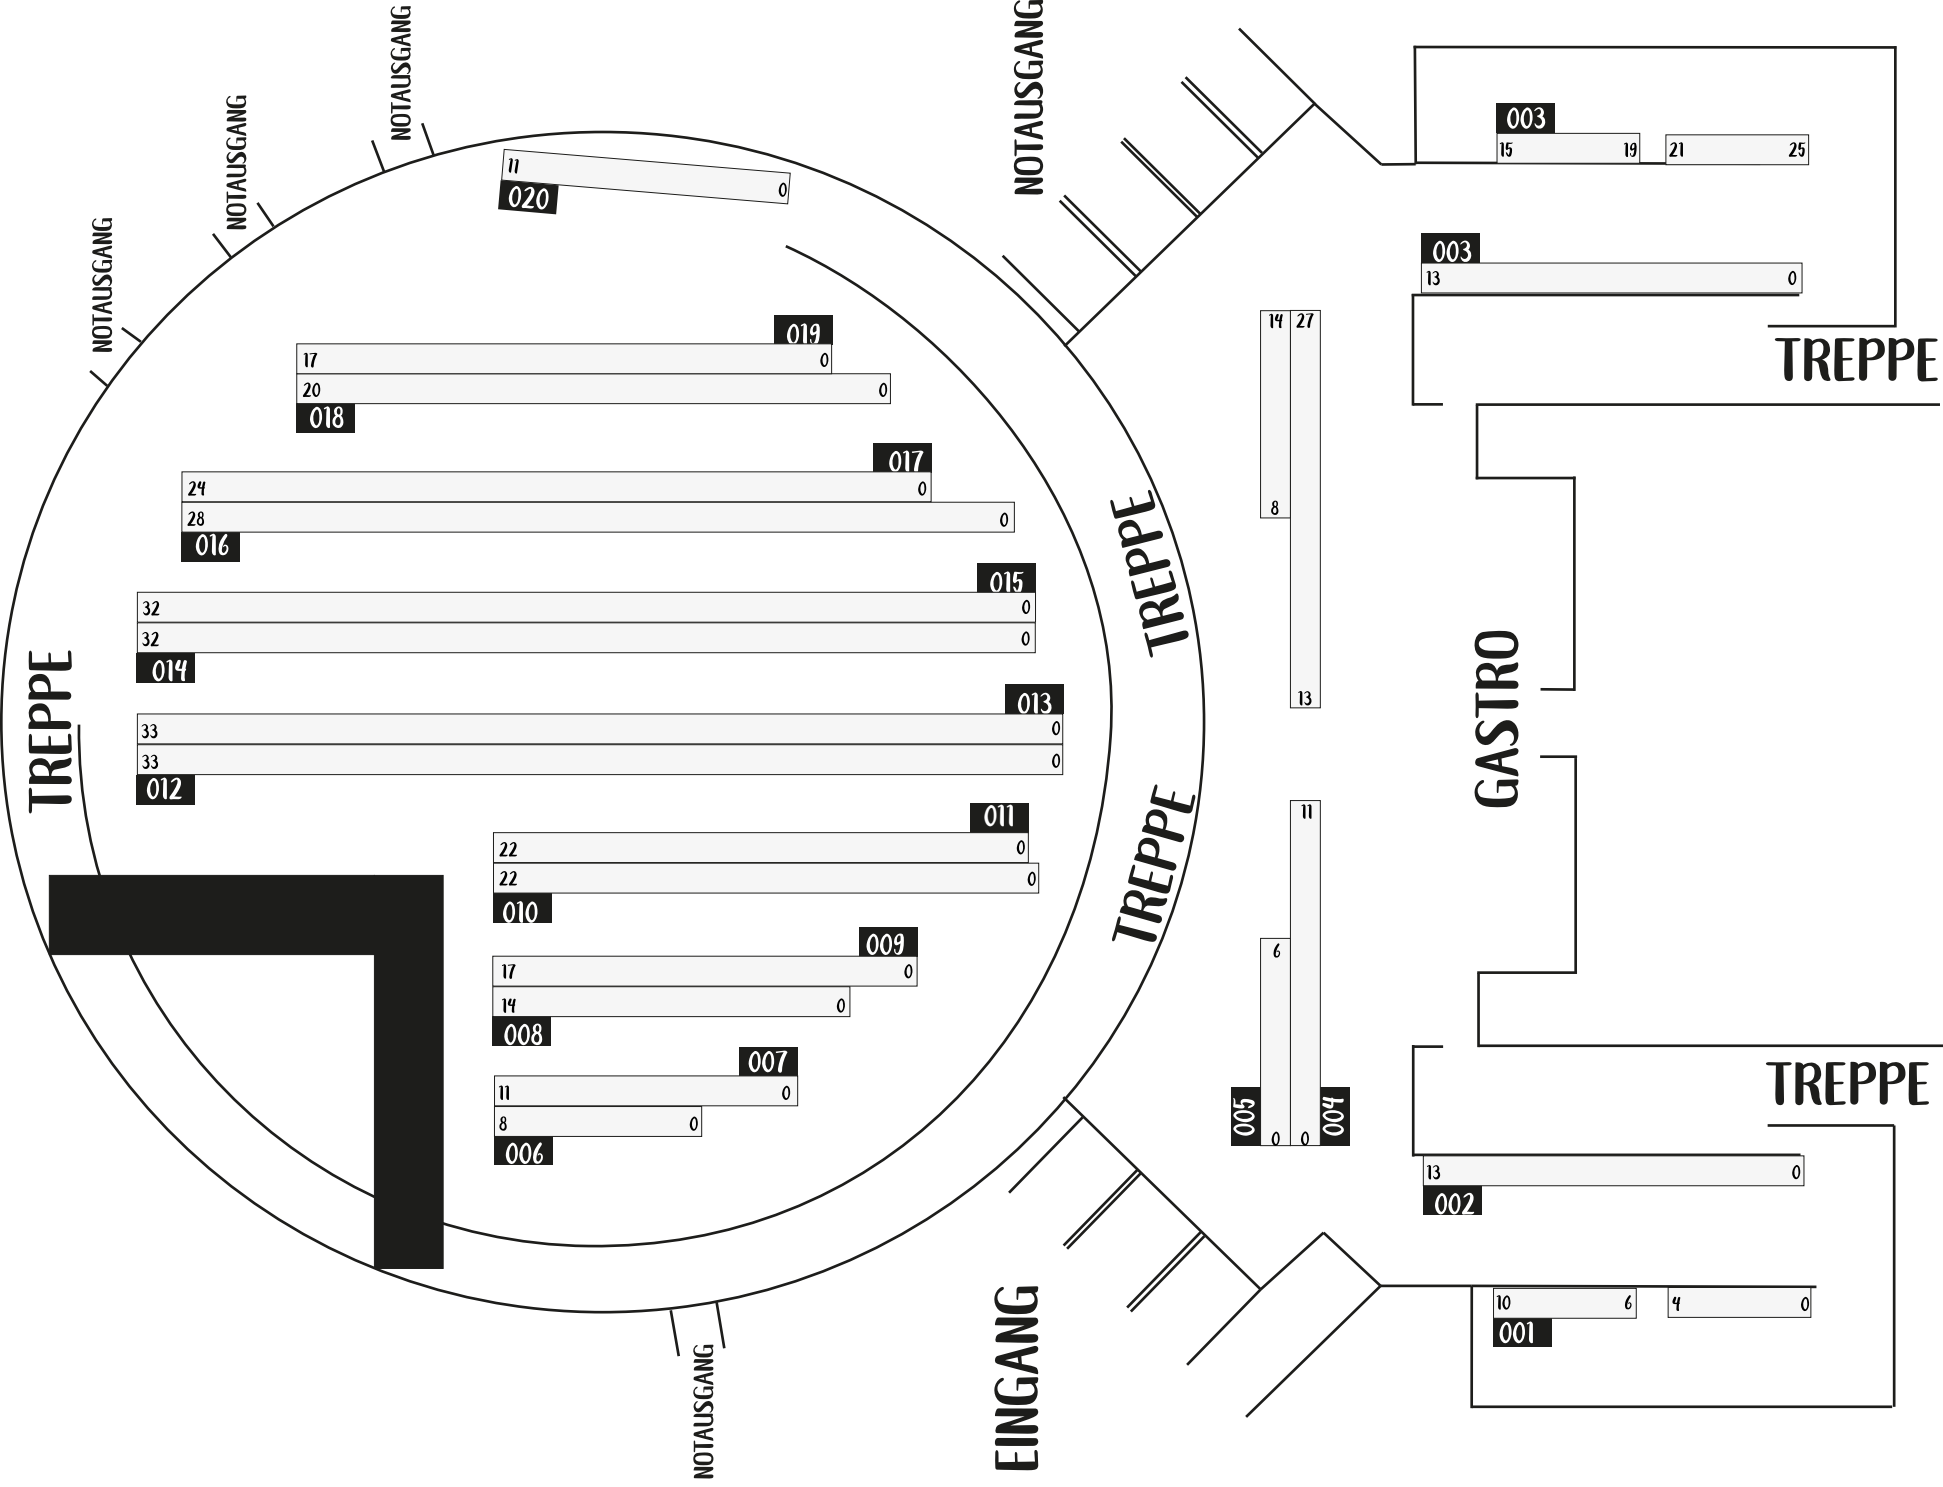 NOTAUSGANG
NOTAUSGANG
NOTAUSGANG
NOTAUSGANG
003
15 19 21 25
11 0
020
003
13 0
TREPPE
14 27
8
13
019
17 0
20 0
018
017
24 0
28 0
016
015
32 0
32 0
014
TREPPE
TREPPE
GASTRO
013
33 0
33 0
012
TREPPE
011
22 0
22 0
010
11
6
009
17 0
14 0
008
007
11 0
8 0
006
005 0 0 004
TREPPE
13 0
002
10 6 4 0
001
EINGANG
NOTAUSGANG